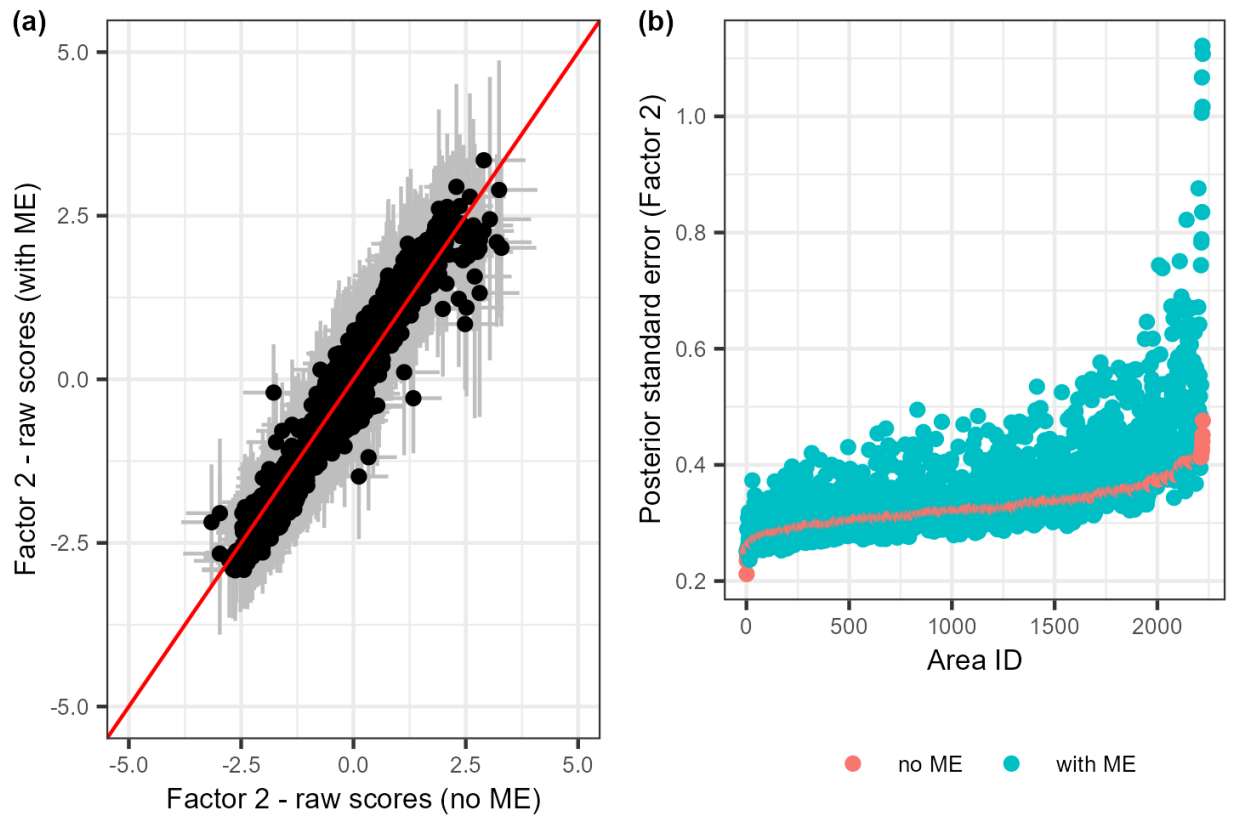 (a)
Factor 2 - raw scores (with ME)
5.0
2.5
0.0
-2.5
-5.0
-5.0 -2.5 0.0 2.5 5.0
Factor 2 - raw scores (no ME)
(b)
Posterior standard error (Factor 2)
1.0
0.8
0.6
0.4
0.2
0 500 1000 1500 2000
Area ID
no ME with ME